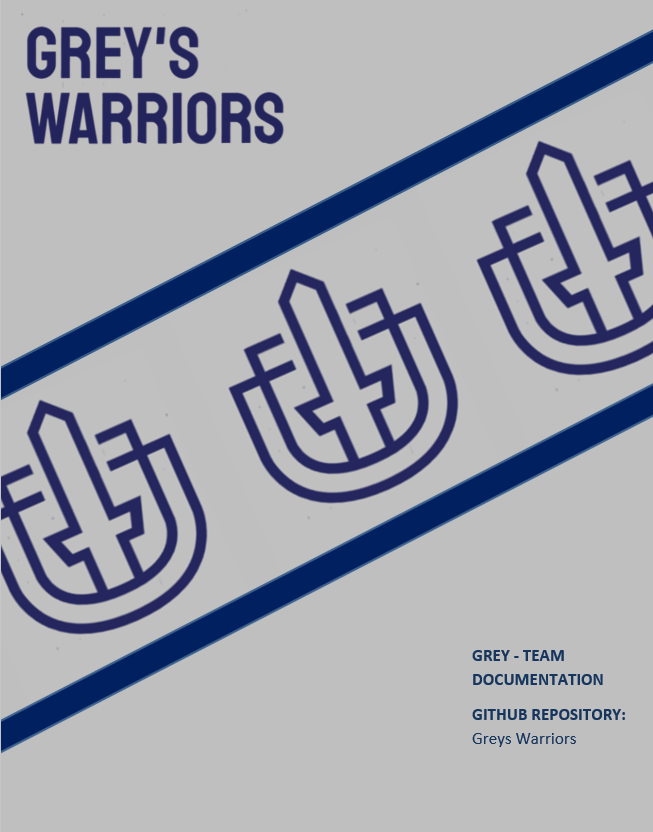 GREY'S
WARRIORS
GREY - TEAM
DOCUMENTATION
GITHUB REPOSITORY:
Greys Warriors